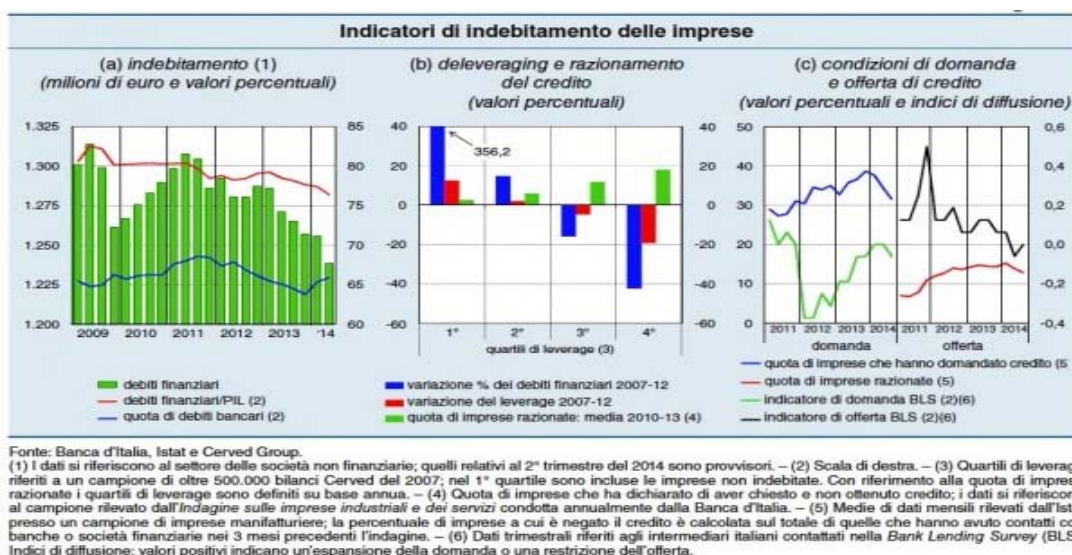 Indicatori di indebitamento delle imprese
(a) indebitamento (1)
(milioni di euro e valori percentuali)
1.325 85
1.300 80
1.275 75
1.250 70
1.225 65
1.200 60
2009 2010 2011 2012 2013 '14
debiti finanziari
debiti finanziari/PIL (2)
quota di debiti bancari (2)
(b) deleveraging e razionamento
del credito
(valori percentuali)
40 40
356,2
20 20
0 0
-20 -20
-40 -40
-60 -60
1° 2° 3° 4°
quartili di leverage (3)
variazione % dei debiti finanziari 2007-12
variazione del leverage 2007-12
quota di imprese razionate: media 2010-13 (4)
(c) condizioni di domanda
e offerta di credito
(valori percentuali e indici di diffusione)
50 0,6
40 0,4
30 0,2
20 0,0
10 -0,2
0 -0,4
2011 2012 2013 2014 2011 2012 2013 2014
domanda offerta
quota di imprese che hanno domandato credito (5
quota di imprese razionate (5)
indicatore di domanda BLS (2)(6)
indicatore di offerta BLS (2)(6)
Fonte: Banca d'Italia, Istat e Cerved Group.
(1) I dati si riferiscono al settore delle società non finanziarie; quelli relativi al 2° trimestre del 2014 sono provvisori. – (2) Scala di destra. – (3) Quartili di leverag
riferiti a un campione di oltre 500.000 bilanci Cerved del 2007; nel 1° quartile sono incluse le imprese non indebitate. Con riferimento alla quota di impres
razionate i quartili di leverage sono definiti su base annua. – (4) Quota di imprese che ha dichiarato di aver chiesto e non ottenuto credito; i dati si riferiscon
al campione rilevato dall'Indagine sulle imprese industriali e dei servizi condotta annualmente dalla Banca d'Italia. – (5) Medie di dati mensili rilevati dall'Ist
presso un campione di imprese manifatturiere; la percentuale di imprese a cui è negato il credito è calcolata sul totale di quelle che hanno avuto contatti co
banche o società finanziarie nei 3 mesi precedenti l'indagine. – (6) Dati trimestrali riferiti agli intermediari italiani contattati nella Bank Lending Survey (BLS
Indici di diffusione; valori positivi indicano un'espansione della domanda o una restrizione dell'offerta.